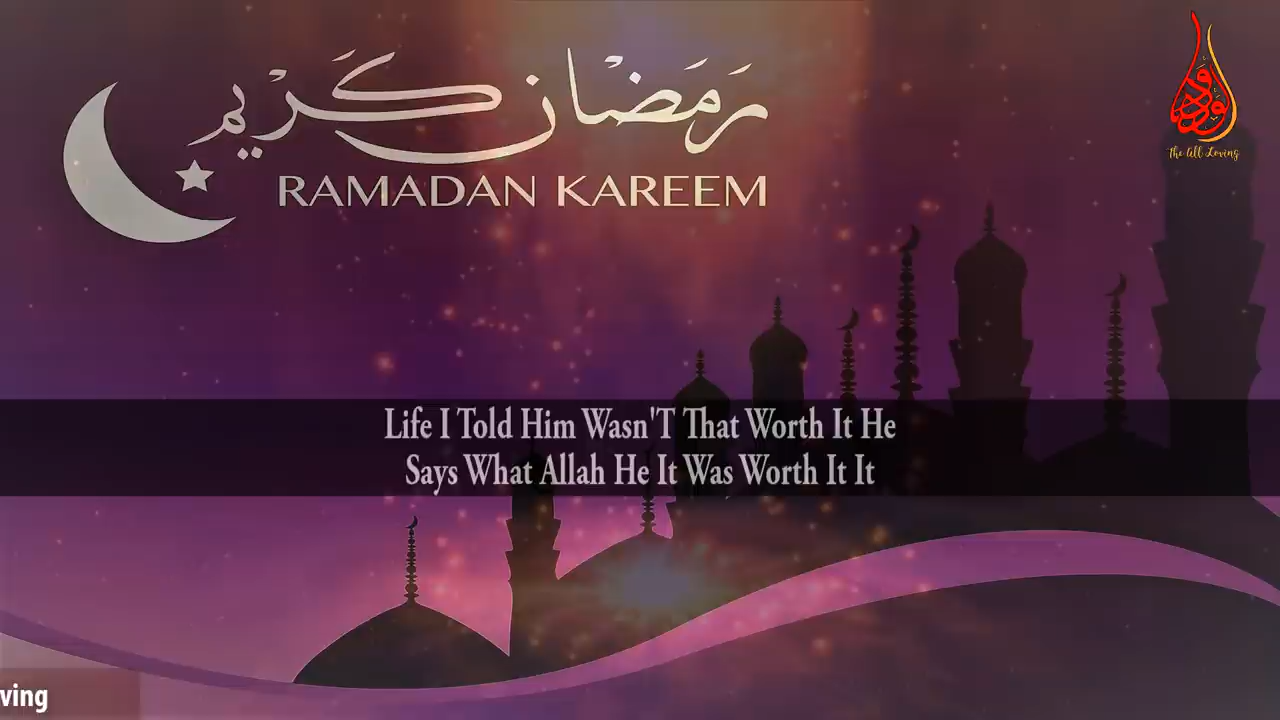 رَمَضَان كَرْيم
RAMADAN KAREEM
ودود
The All Loving
Life I Told Him Wasn'T That Worth It He
Says What Allah He It Was Worth It It
ving